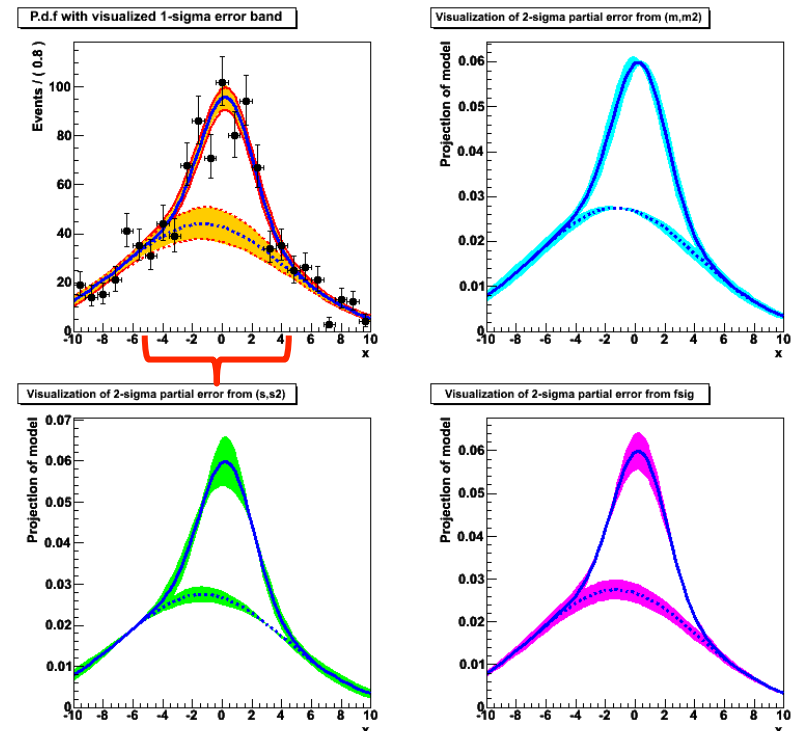 P.d.f with visualized 1-sigma error band
Events / ( 0.8 )
100
80
60
40
20
0
-10 -8 -6 -4 -2 0 2 4 6 8 10
x
Visualization of 2-sigma partial error from (m,m2)
Projection of model
0.06
0.05
0.04
0.03
0.02
0.01
0
-10 -8 -6 -4 -2 0 2 4 6 8 10
x
Visualization of 2-sigma partial error from (s,s2)
Projection of model
0.07
0.06
0.05
0.04
0.03
0.02
0.01
0
-10 -8 -6 -4 -2 0 2 4 6 8 10
x
Visualization of 2-sigma partial error from fsig
Projection of model
0.06
0.05
0.04
0.03
0.02
0.01
0
-10 -8 -6 -4 -2 0 2 4 6 8 10
x